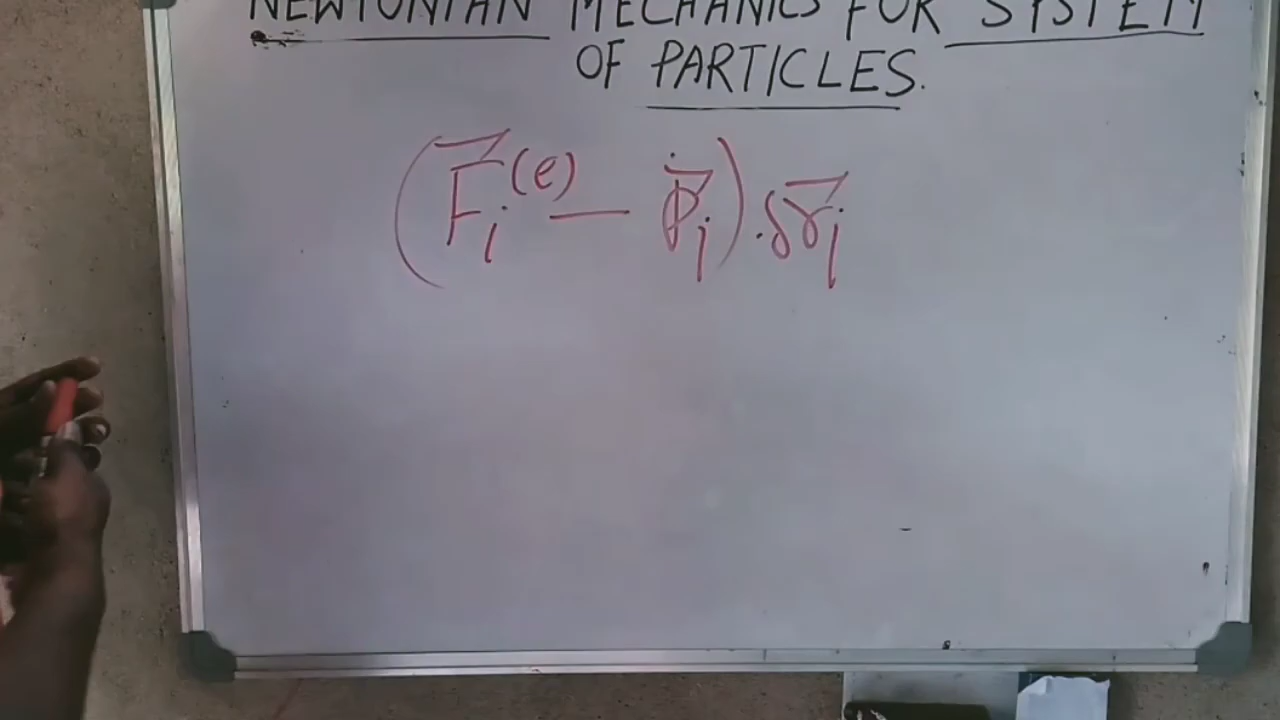 NEWTONIAN MECHANICS FOR SYSTEM
OF PARTICLES.
(F⃗ᵢ⁽ᵉ⁾ — ṗ⃗ᵢ).δr⃗ᵢ